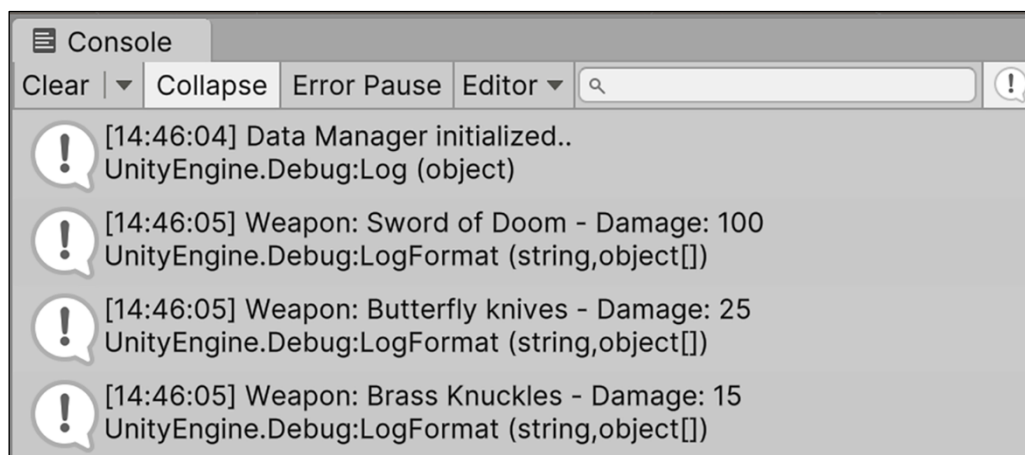 Console
Clear Collapse Error Pause Editor
[14:46:04] Data Manager initialized..
UnityEngine.Debug:Log (object)
[14:46:05] Weapon: Sword of Doom - Damage: 100
UnityEngine.Debug:LogFormat (string,object[])
[14:46:05] Weapon: Butterfly knives - Damage: 25
UnityEngine.Debug:LogFormat (string,object[])
[14:46:05] Weapon: Brass Knuckles - Damage: 15
UnityEngine.Debug:LogFormat (string,object[])